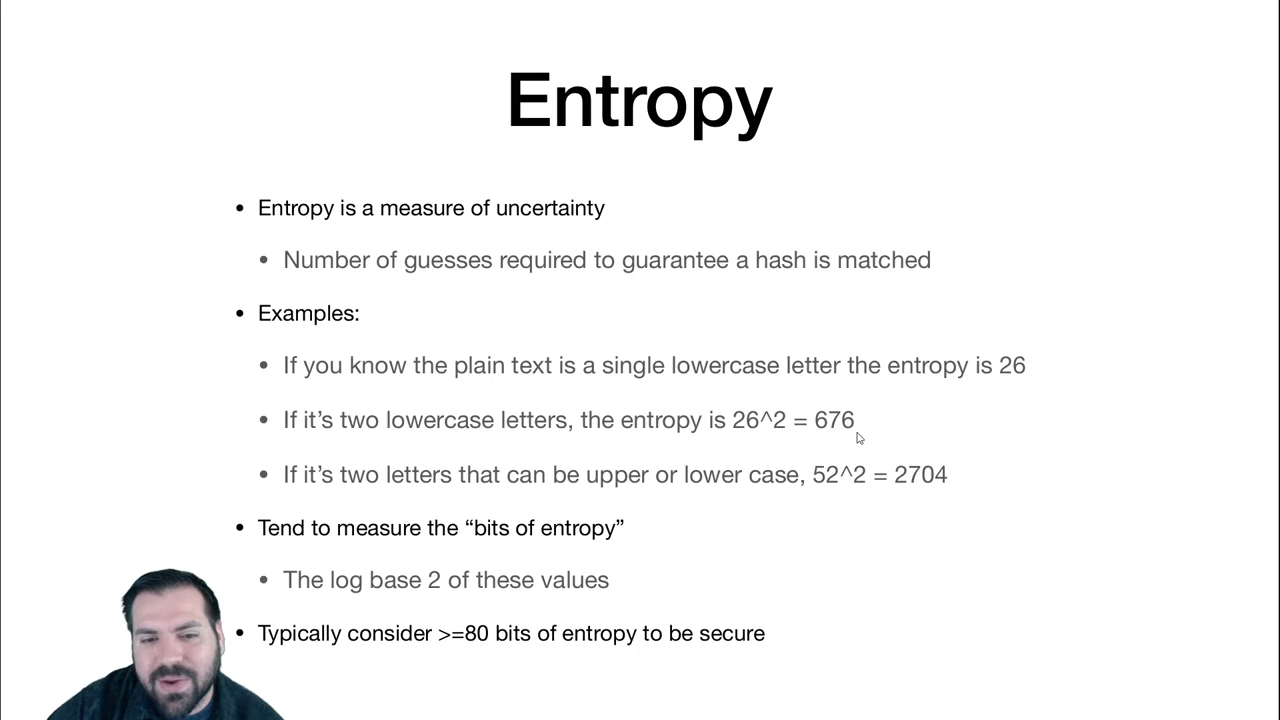 Entropy
• Entropy is a measure of uncertainty
• Number of guesses required to guarantee a hash is matched
• Examples:
• If you know the plain text is a single lowercase letter the entropy is 26
• If it’s two lowercase letters, the entropy is 26^2 = 676
• If it’s two letters that can be upper or lower case, 52^2 = 2704
• Tend to measure the “bits of entropy”
• The log base 2 of these values
• Typically consider >=80 bits of entropy to be secure